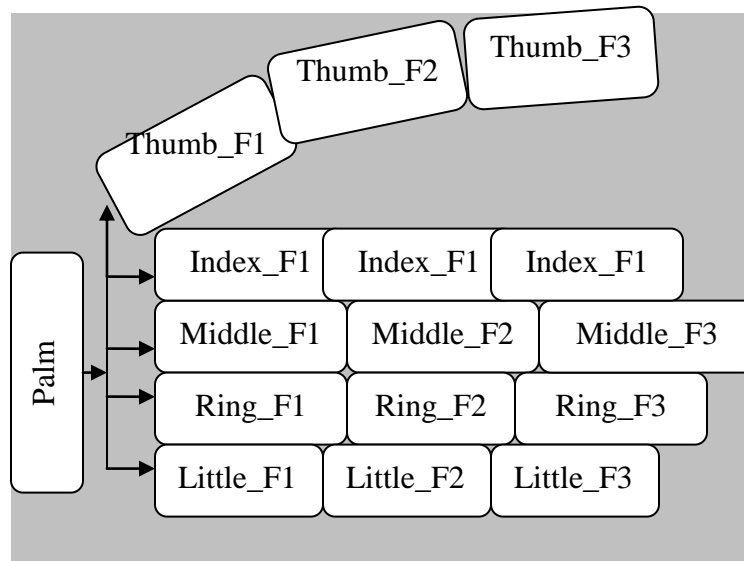 Thumb_F3
Thumb_F2
Thumb_F1
Index_F1 Index_F1 Index_F1
Middle_F1 Middle_F2 Middle_F3
Palm
Ring_F1 Ring_F2 Ring_F3
Little_F1 Little_F2 Little_F3